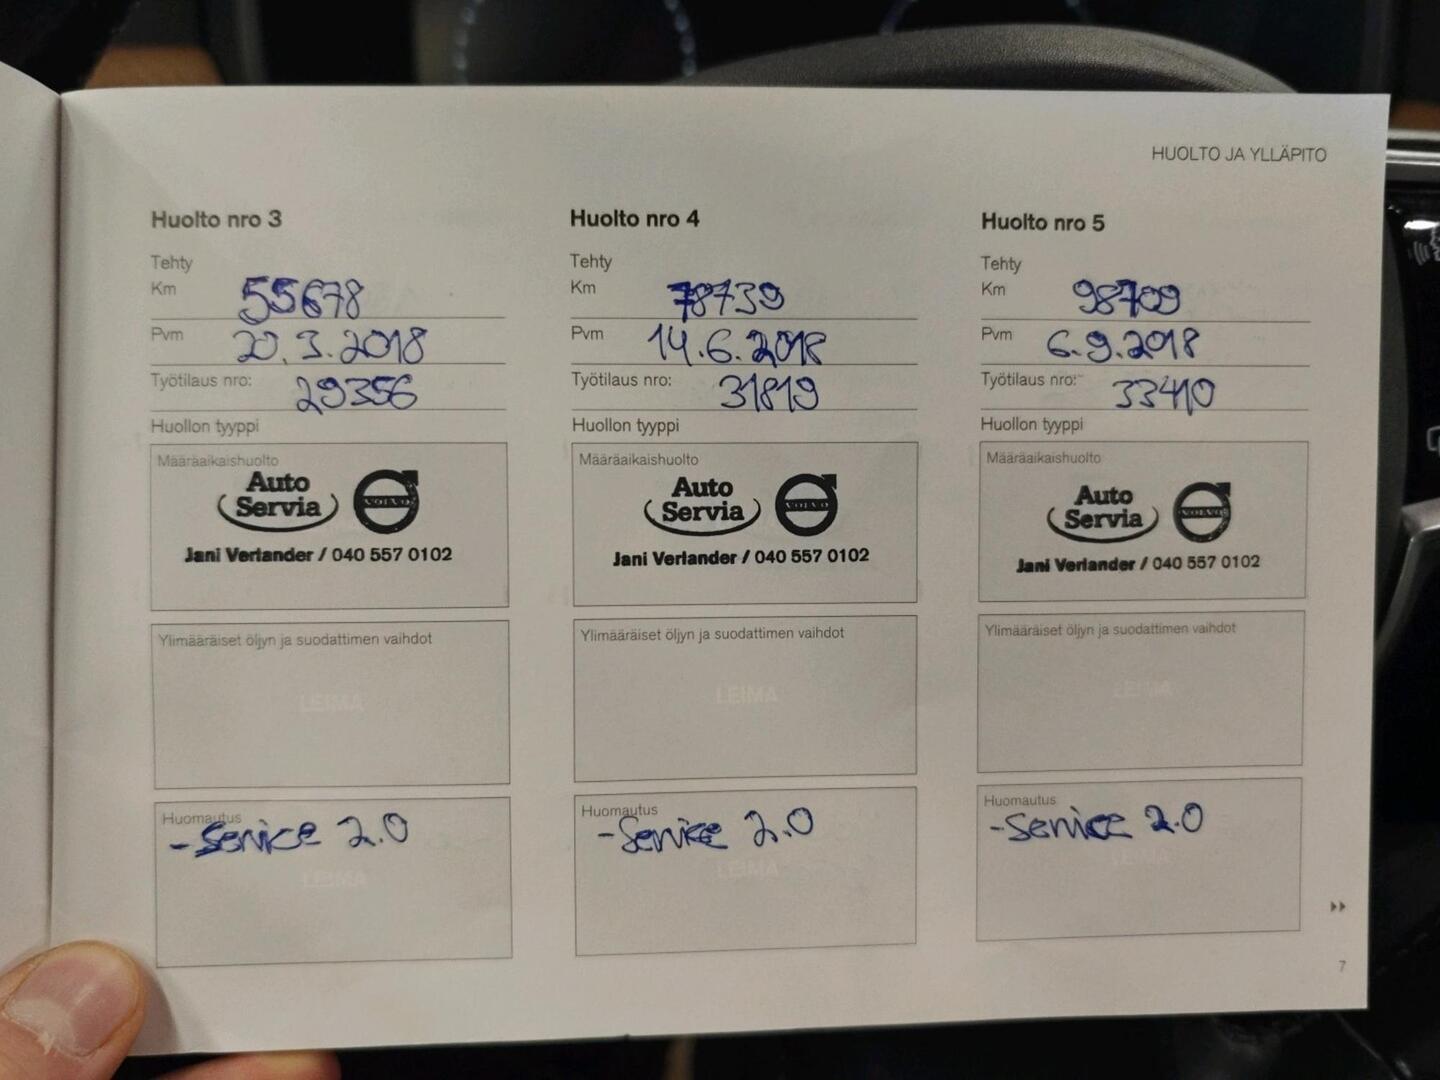 HUOLTO JA YLLÄPITO
Huolto nro 3
Tehty
Km 55678
Pvm 20.3.2018
Työtilaus nro: 29356
Huollon tyyppi
Määräaikaishuolto
Auto
Servia
VOLVO
Jani Verlander / 040 557 0102
Ylimääräiset öljyn ja suodattimen vaihdot
LEIMA
Huomautus
-Service 2.0
LEIMA
Huolto nro 4
Tehty
Km 78739
Pvm 14.6.2018
Työtilaus nro: 31819
Huollon tyyppi
Määräaikaishuolto
Auto
Servia
VOLVO
Jani Verlander / 040 557 0102
Ylimääräiset öljyn ja suodattimen vaihdot
LEIMA
Huomautus
-Service 2.0
LEIMA
Huolto nro 5
Tehty
Km 98709
Pvm 6.9.2018
Työtilaus nro: 33410
Huollon tyyppi
Määräaikaishuolto
Auto
Servia
VOLVO
Jani Verlander / 040 557 0102
Ylimääräiset öljyn ja suodattimen vaihdot
LEIMA
Huomautus
-Service 2.0
LEIMA
7